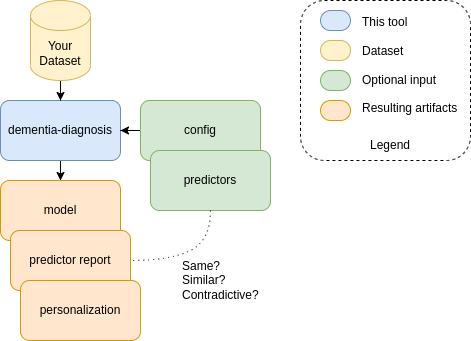 Your
Dataset
dementia-diagnosis
config
predictors
model
predictor report
personalization
Same?
Similar?
Contradictive?
This tool
Dataset
Optional input
Resulting artifacts
Legend